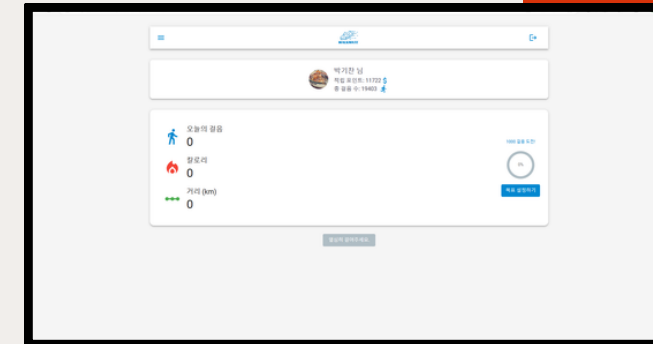 박기찬 님
적립 포인트: 11722
총 걸음 수: 19403
오늘의 걸음
0
칼로리
0
거리 (km)
0
0%
목표 설정하기